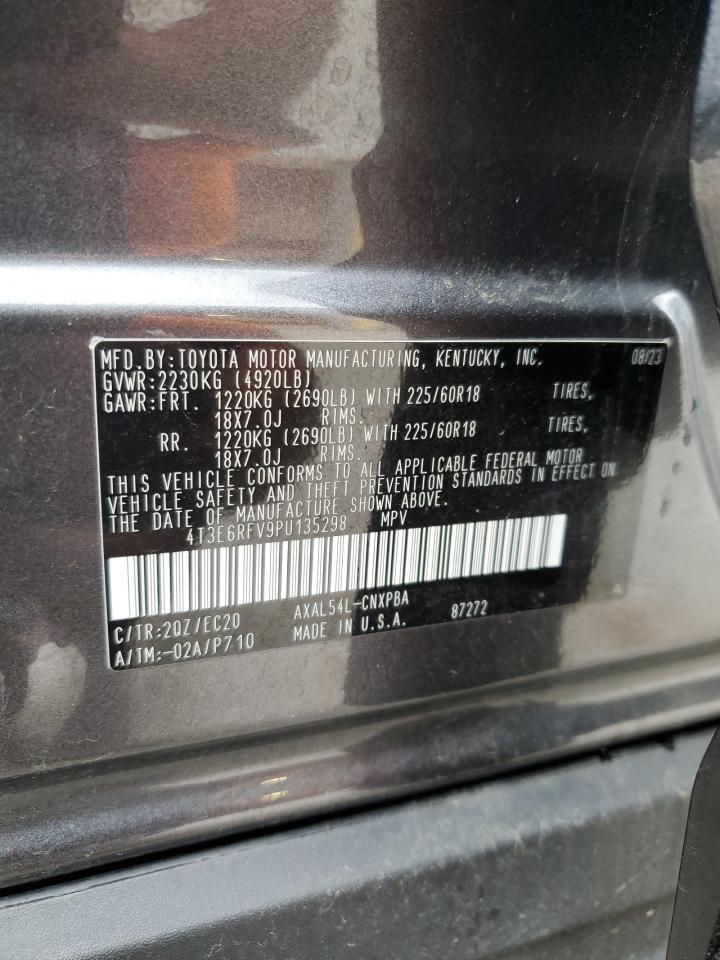 MFD.BY:TOYOTA MOTOR MANUFACTURING, KENTUCKY, INC. 08/23
GVWR:2230KG (4920LB)
GAWR:FRT. 1220KG (2690LB) WITH 225/60R18 TIRES,
18X7.0J RIMS.
RR. 1220KG (2690LB) WITH 225/60R18 TIRES,
18X7.0J RIMS.
THIS VEHICLE CONFORMS TO ALL APPLICABLE FEDERAL MOTOR
VEHICLE SAFETY AND THEFT PREVENTION STANDARDS IN EFFECT ON
THE DATE OF MANUFACTURE SHOWN ABOVE.
4T3E6RFV9PU135298 MPV
C/TR:2QZ/EC20 AXAL54L-CNXPBA 87272
A/TM:-02A/P710 MADE IN U.S.A.
A